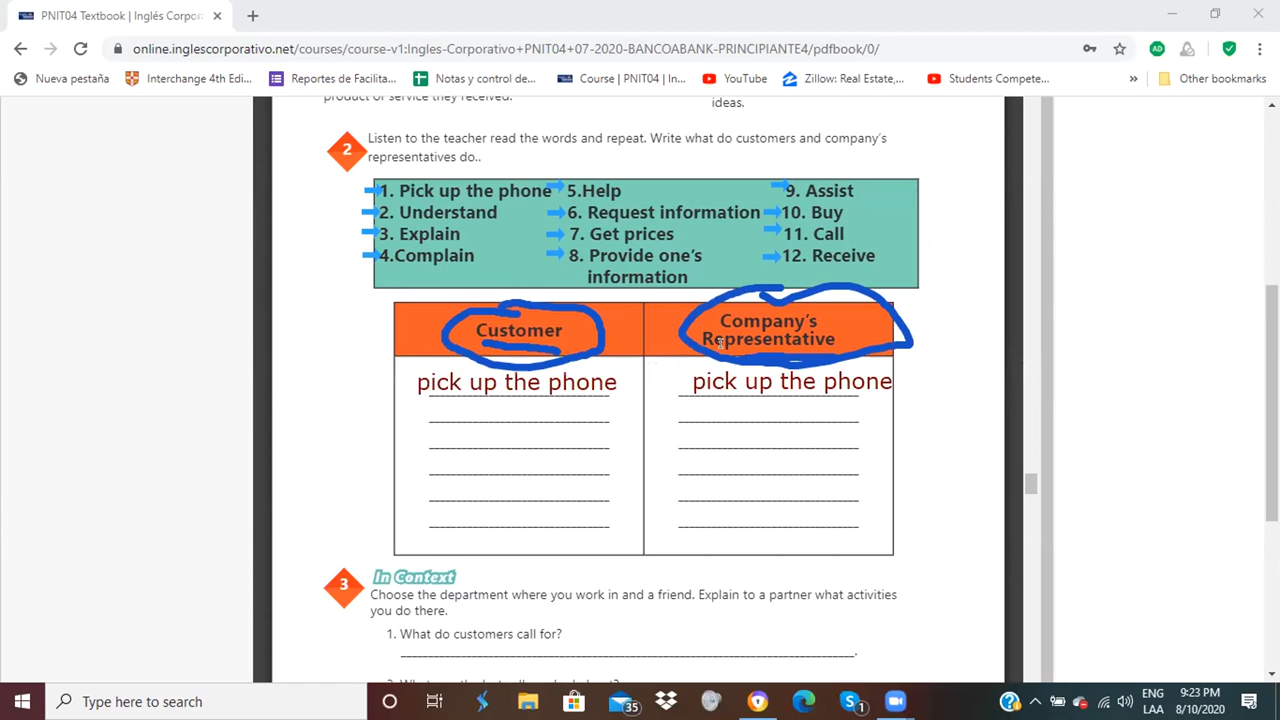 PNIT04 Textbook | Inglés Corpor
online.inglescorporativo.net/courses/course-v1:Ingles-Corporativo+PNIT04+07-2020-BANCOABANK-PRINCIPIANTE4/pdfbook/0/
Nueva pestaña
Interchange 4th Edi...
Reportes de Facilita...
Notas y control de...
Course | PNIT04 | In...
YouTube
Zillow: Real Estate,...
Students Compete...
Other bookmarks
product or service they received.
ideas.
2
Listen to the teacher read the words and repeat. Write what do customers and company's
representatives do..
1. Pick up the phone
2. Understand
3. Explain
4.Complain
5.Help
6. Request information
7. Get prices
8. Provide one's
information
9. Assist
10. Buy
11. Call
12. Receive
Customer
Company's
Representative
pick up the phone
pick up the phone
3
In Context
Choose the department where you work in and a friend. Explain to a partner what activities
you do there.
1. What do customers call for?
Type here to search
35
1
ENG
LAA
9:23 PM
8/10/2020